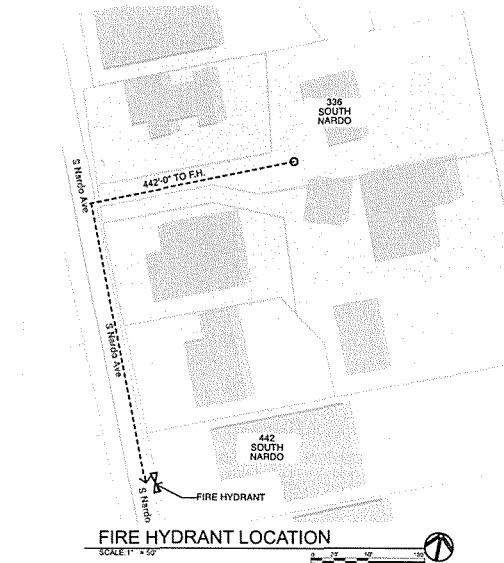 336
SOUTH
NARDO
442'-0" TO F.H.
S Nardo Ave
S Nardo Ave
442
SOUTH
NARDO
S Nardo
FIRE HYDRANT
FIRE HYDRANT LOCATION
SCALE: 1" = 50'
0